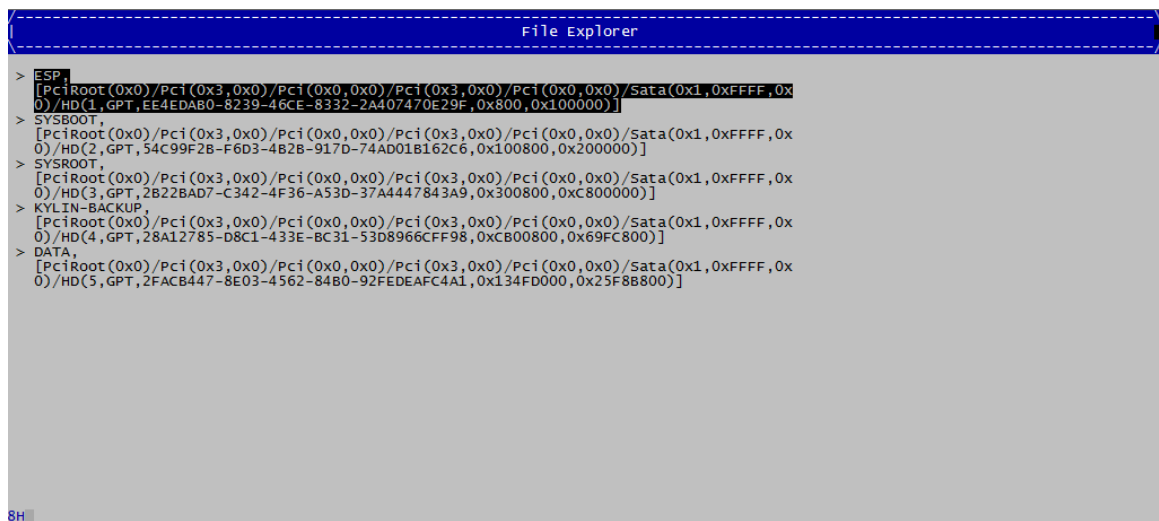 File Explorer
> ESP,
[PciRoot(0x0)/Pci(0x3,0x0)/Pci(0x0,0x0)/Pci(0x3,0x0)/Pci(0x0,0x0)/Sata(0x1,0xFFFF,0x
0)/HD(1,GPT,EE4EDAB0-8239-46CE-8332-2A407470E29F,0x800,0x100000)]
> SYSBOOT,
[PciRoot(0x0)/Pci(0x3,0x0)/Pci(0x0,0x0)/Pci(0x3,0x0)/Pci(0x0,0x0)/Sata(0x1,0xFFFF,0x
0)/HD(2,GPT,54C99F2B-F6D3-4B2B-917D-74AD01B162C6,0x100800,0x200000)]
> SYSROOT,
[PciRoot(0x0)/Pci(0x3,0x0)/Pci(0x0,0x0)/Pci(0x3,0x0)/Pci(0x0,0x0)/Sata(0x1,0xFFFF,0x
0)/HD(3,GPT,2B22BAD7-C342-4F36-A53D-37A4447843A9,0x300800,0xC800000)]
> KYLIN-BACKUP,
[PciRoot(0x0)/Pci(0x3,0x0)/Pci(0x0,0x0)/Pci(0x3,0x0)/Pci(0x0,0x0)/Sata(0x1,0xFFFF,0x
0)/HD(4,GPT,28A12785-D8C1-433E-BC31-53D8966CFF98,0xCB00800,0x69FC800)]
> DATA,
[PciRoot(0x0)/Pci(0x3,0x0)/Pci(0x0,0x0)/Pci(0x3,0x0)/Pci(0x0,0x0)/Sata(0x1,0xFFFF,0x
0)/HD(5,GPT,2FACB447-8E03-4562-84B0-92FEDEAFC4A1,0x134FD000,0x25F8B800)]
8H